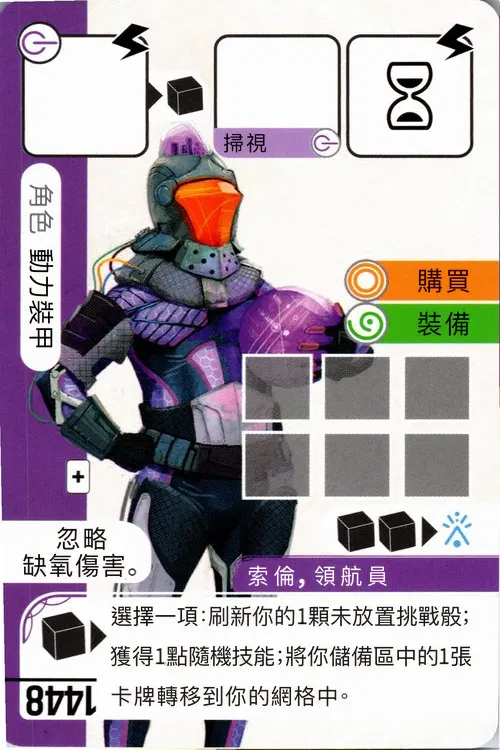 掃視
角色 動力裝甲
購買
裝備
+
忽略
缺氧傷害。
索倫，領航員
選擇一項：刷新你的1顆未放置挑戰骰；
獲得1點隨機技能；將你儲備區中的1張
卡牌轉移到你的網格中。
1448